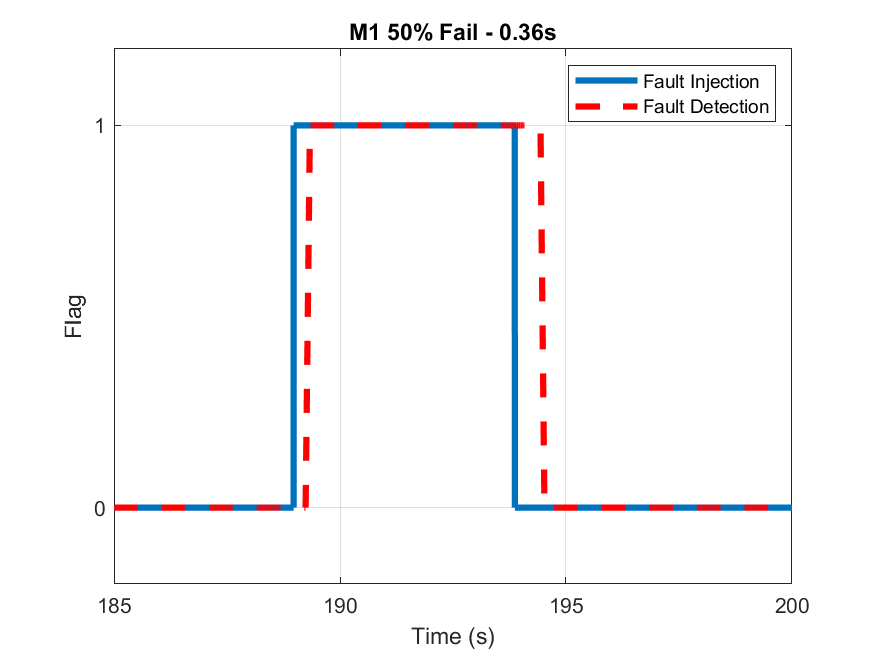 M1 50% Fail - 0.36s
Fault Injection
Fault Detection
1
0
Flag
185
190
195
200
Time (s)